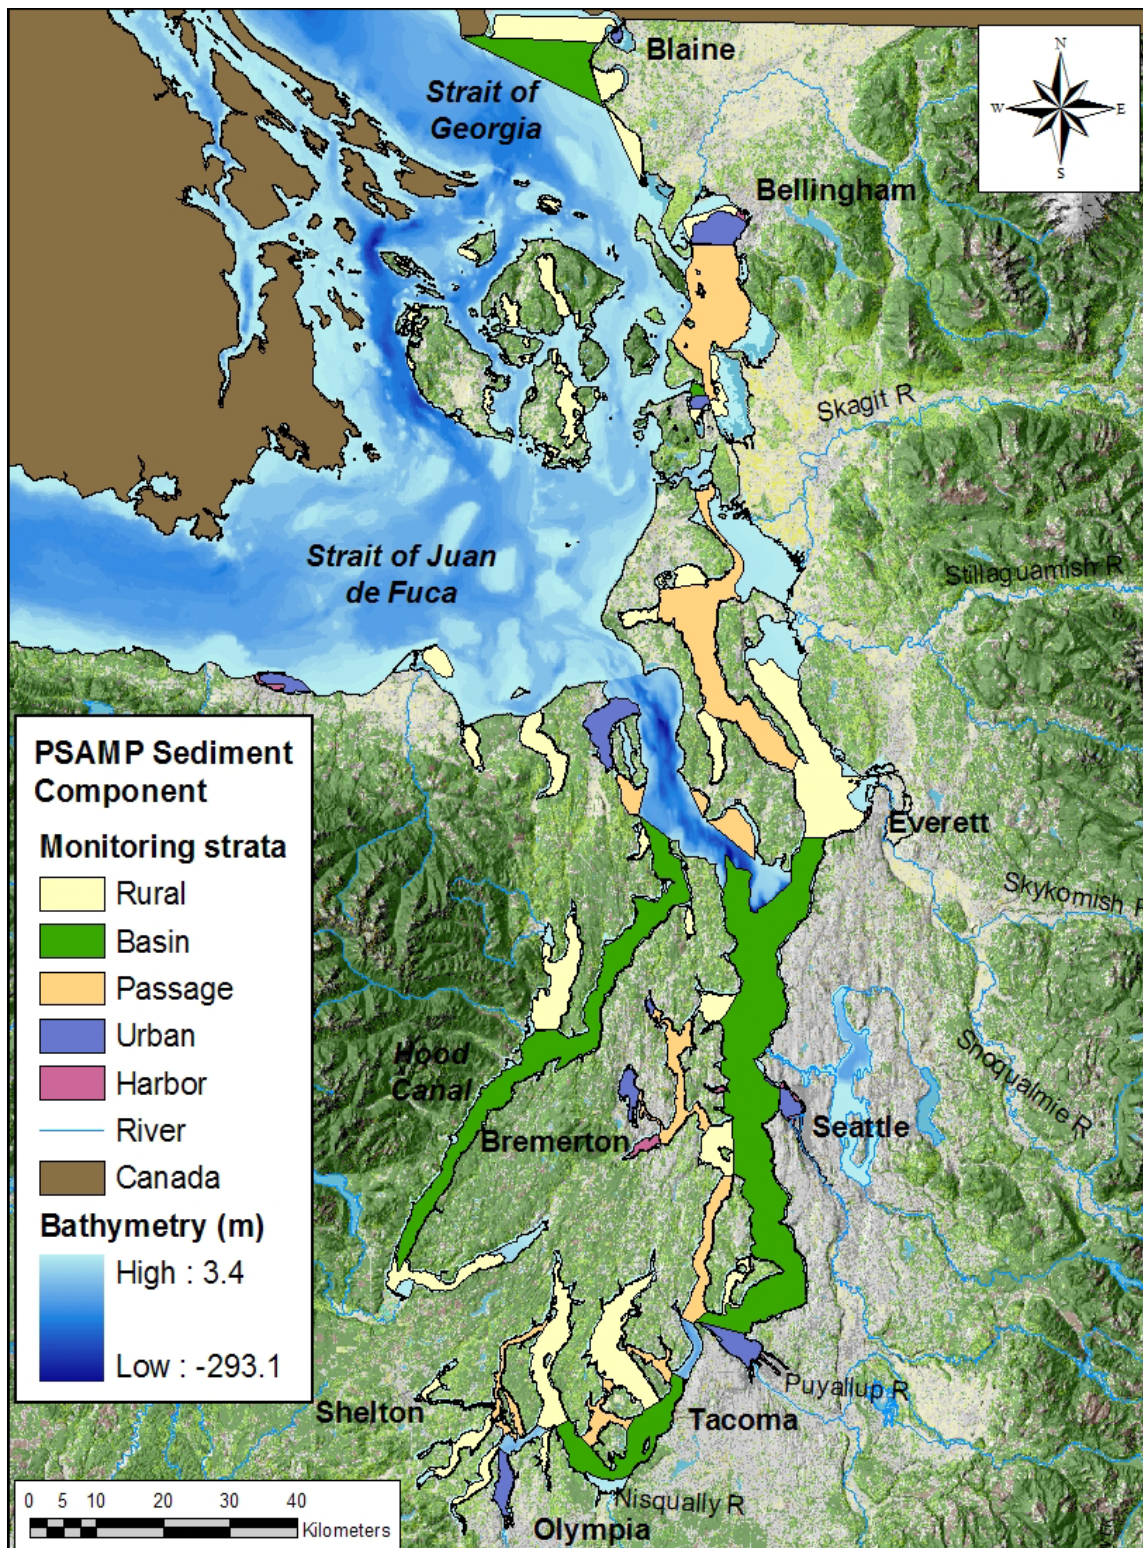 Blaine
Strait of
Georgia
N
W
E
S
Bellingham
Skagit R
Strait of Juan
de Fuca
Stillaguamish R
PSAMP Sediment
Component
Monitoring strata
Rural
Basin
Passage
Urban
Harbor
River
Canada
Bathymetry (m)
High : 3.4
Low : -293.1
Everett
Skykomish R
Snoqualmie R
Hood
Canal
Bremerton
Seattle
Shelton
Tacoma
Puyallup R
Nisqually R
Olympia
0 5 10 20 30 40
Kilometers